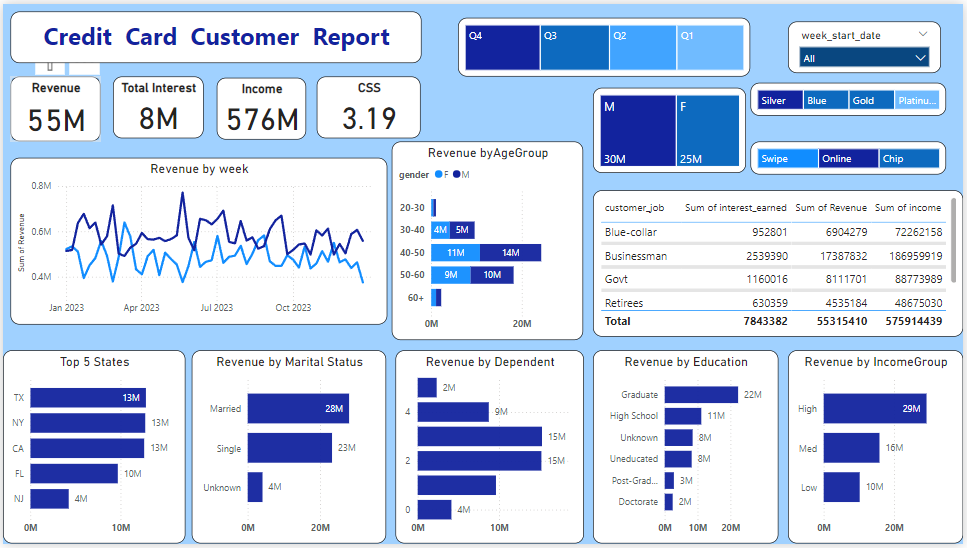 Credit Card Customer Report
Q4 Q3 Q2 Q1
week_start_date
All
Revenue
55M
Total Interest
8M
Income
576M
CSS
3.19
M
30M
F
25M
Silver Blue Gold Platinu...
Swipe Online Chip
Revenue by week
Sum of Revenue
0.8M
0.6M
0.4M
Jan 2023 Apr 2023 Jul 2023 Oct 2023
Revenue byAgeGroup
gender F M
20-30
30-40 4M 5M
40-50 11M 14M
50-60 9M 10M
60+
0M 20M
customer_job Sum of interest_earned Sum of Revenue Sum of income
Blue-collar 952801 6904279 72262158
Businessman 2539390 17387832 186959919
Govt 1160016 8111701 88773989
Retirees 630359 4535184 48675030
Total 7843382 55315410 575914439
Top 5 States
TX 13M
NY 13M
CA 13M
FL 10M
NJ 4M
0M 10M
Revenue by Marital Status
Married 28M
Single 23M
Unknown 4M
0M 20M
Revenue by Dependent
2M
4 9M
15M
2 15M
0 4M
0M 10M
Revenue by Education
Graduate 22M
High School 11M
Unknown 8M
Uneducated 8M
Post-Grad... 3M
Doctorate 2M
0M 10M 20M
Revenue by IncomeGroup
High 29M
Med 16M
Low 10M
0M 20M